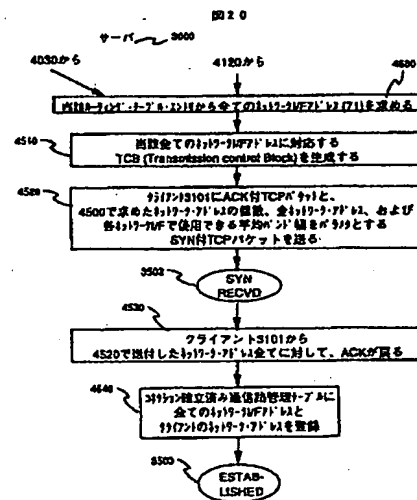 図20
サーバ 3000
4030から
4120から
4500
当該ルーティング・テーブル・エントリから全てのネットワークI/Fアドレス(71)を求める
4510
当該全てのネットワークI/Fアドレスに対応する
TCB (Transmission control Block)を生成する
4520
クライアント3101にACK付TCPパケットと、
4500で求めたネットワーク・アドレスの個数、全ネットワーク・アドレス、および
各ネットワークI/Fで使用できる平均バンド幅をパラメタとする
SYN付TCPパケットを送る
3502
SYN
RECVD
4530
クライアント3101から
4520で送付したネットワーク・アドレス全てに対して、ACKが戻る
4540
コネクション確立済み通信路管理テーブルに
全てのネットワークI/Fアドレスと
クライアントのネットワーク・アドレスを登録
3503
ESTAB-
LISHED